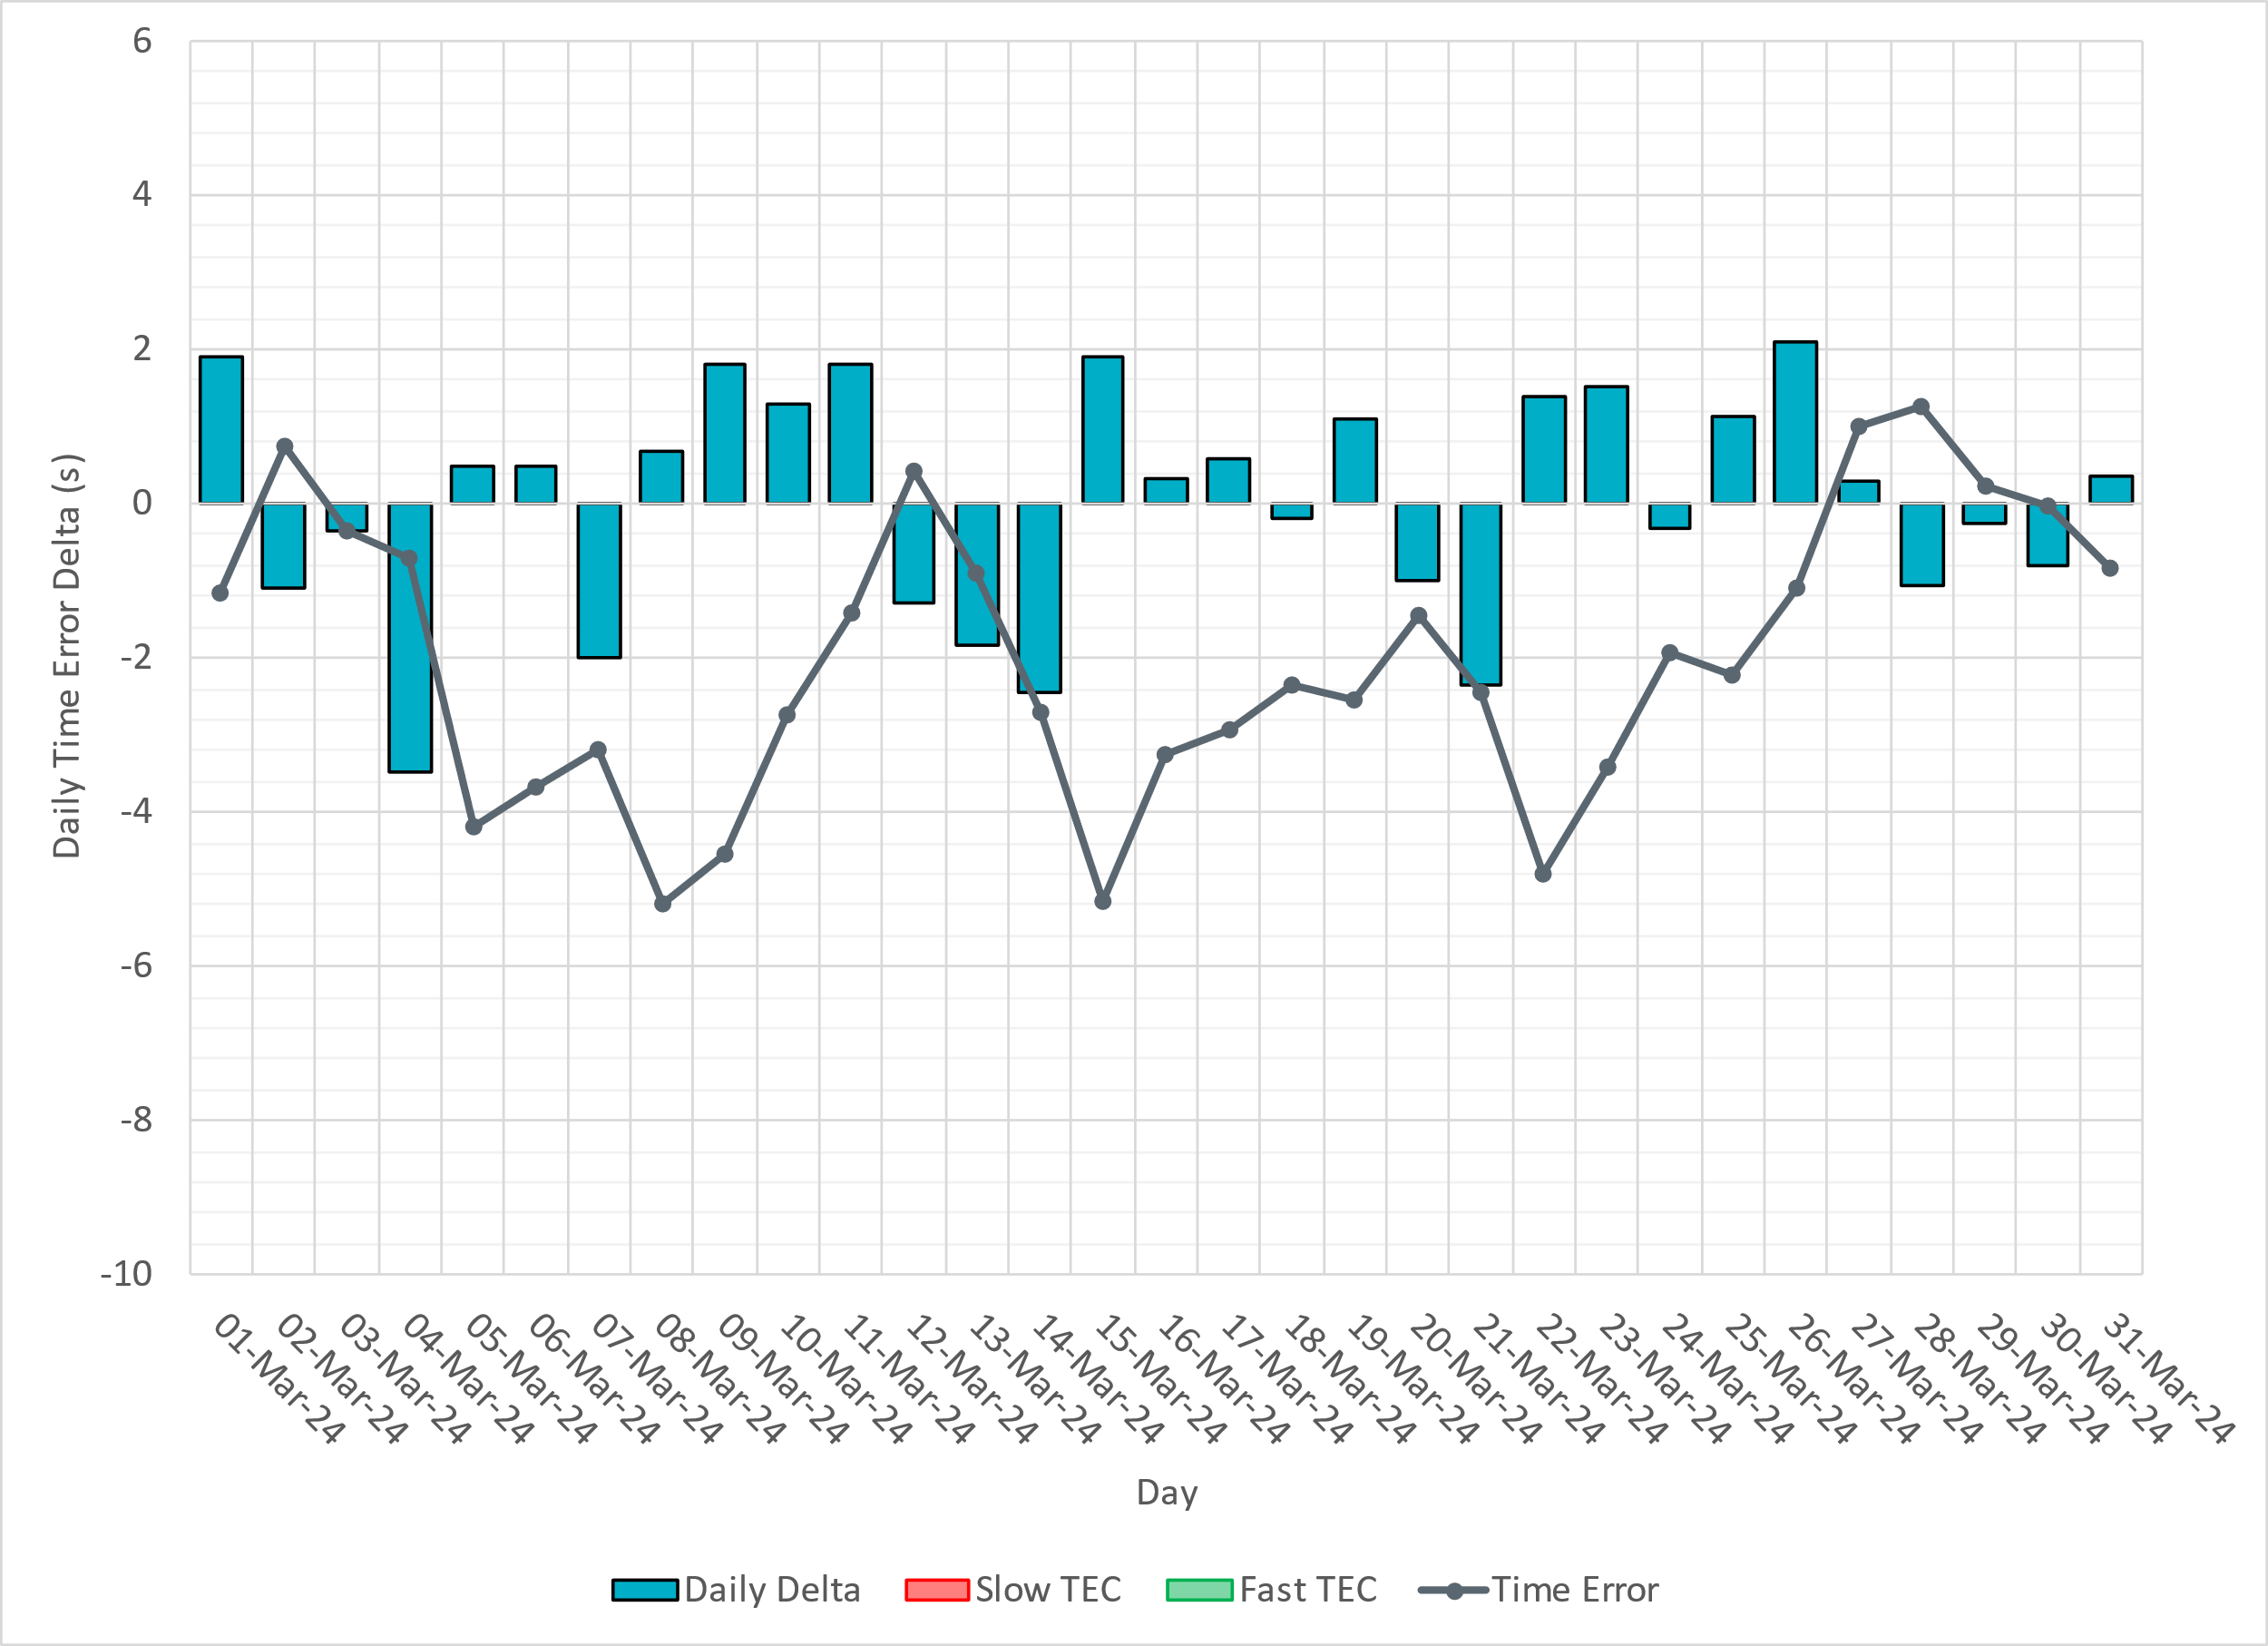 6
4
2
0
-2
-4
-6
-8
-10
Daily Time Error Delta (s)
01-Mar-24
02-Mar-24
03-Mar-24
04-Mar-24
05-Mar-24
06-Mar-24
07-Mar-24
08-Mar-24
09-Mar-24
10-Mar-24
11-Mar-24
12-Mar-24
13-Mar-24
14-Mar-24
15-Mar-24
16-Mar-24
17-Mar-24
18-Mar-24
19-Mar-24
20-Mar-24
21-Mar-24
22-Mar-24
23-Mar-24
24-Mar-24
25-Mar-24
26-Mar-24
27-Mar-24
28-Mar-24
29-Mar-24
30-Mar-24
31-Mar-24
Day
Daily Delta Slow TEC Fast TEC Time Error